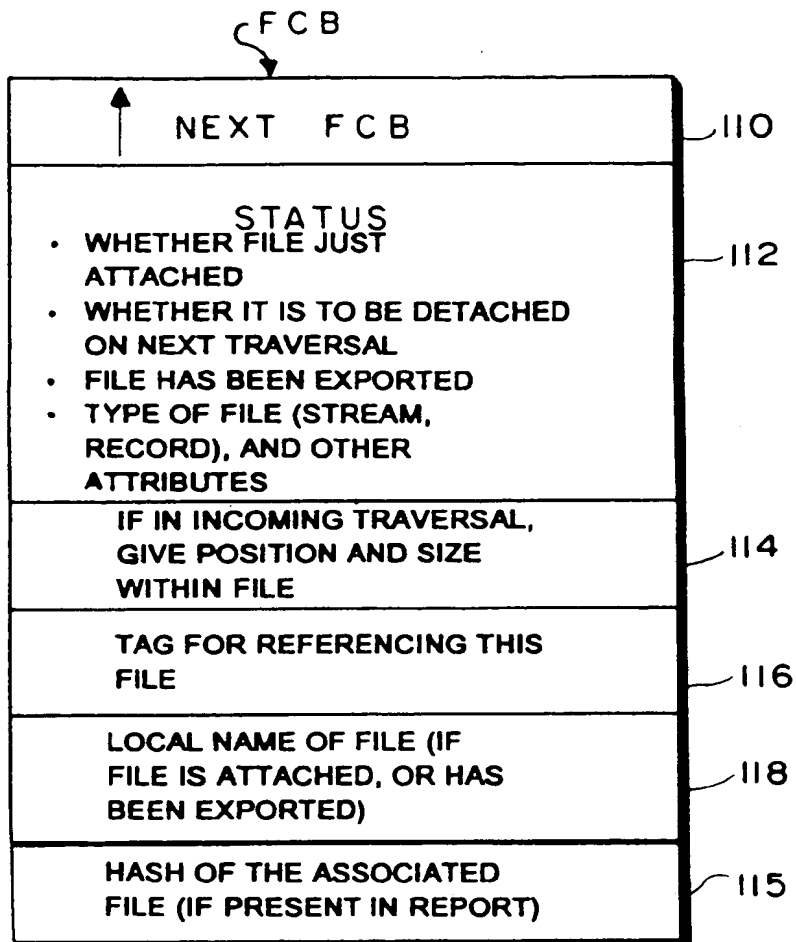 FCB
NEXT FCB
110
STATUS
112
• WHETHER FILE JUST
ATTACHED
• WHETHER IT IS TO BE DETACHED
ON NEXT TRAVERSAL
• FILE HAS BEEN EXPORTED
• TYPE OF FILE (STREAM,
RECORD), AND OTHER
ATTRIBUTES
IF IN INCOMING TRAVERSAL,
GIVE POSITION AND SIZE
WITHIN FILE
114
TAG FOR REFERENCING THIS
FILE
116
LOCAL NAME OF FILE (IF
FILE IS ATTACHED, OR HAS
BEEN EXPORTED)
118
HASH OF THE ASSOCIATED
FILE (IF PRESENT IN REPORT)
115